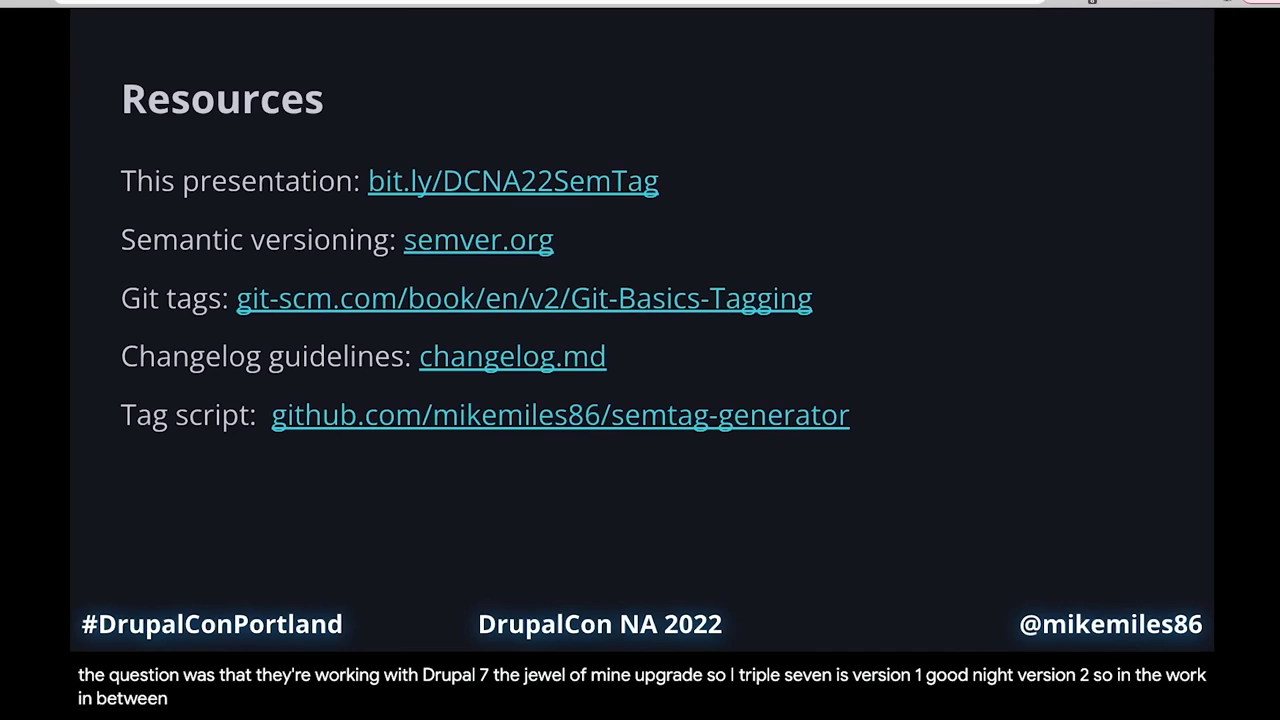 Resources
This presentation: bit.ly/DCNA22SemTag
Semantic versioning: semver.org
Git tags: git-scm.com/book/en/v2/Git-Basics-Tagging
Changelog guidelines: changelog.md
Tag script: github.com/mikemiles86/semtag-generator
#DrupalConPortland DrupalCon NA 2022 @mikemiles86
the question was that they're working with Drupal 7 the jewel of mine upgrade so I triple seven is version 1 good night version 2 so in the work
in between